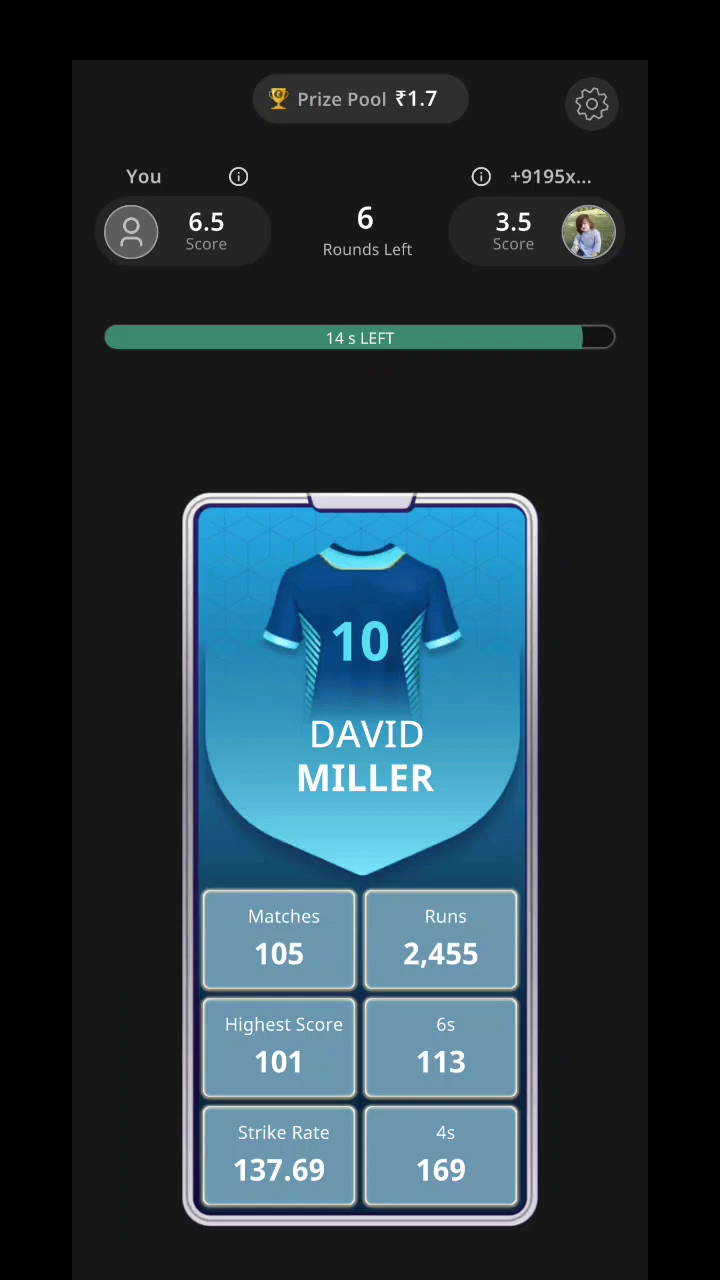 Prize Pool ₹1.7
You
+9195x...
6.5
Score
6
Rounds Left
3.5
Score
14 s LEFT
10
DAVID
MILLER
Matches
105
Runs
2,455
Highest Score
101
6s
113
Strike Rate
137.69
4s
169